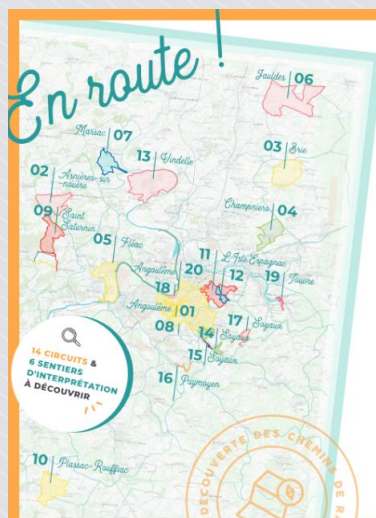 En route !
Jauldes 06
Marsac 07
13 Vindelle
03 Brie
02 Asnières-sur-nouère
Champniers 04
09 Saint Saturnin
05 Fléac
11 L'Isle Espagnac
Angoulême 20
12
19 Touvre
18
Angoulême 01
17 Soyaux
08
14 Soyaux
15 Soyaux
16 Puymoyen
14 CIRCUITS &
6 SENTIERS
D'INTERPRÉTATION
À DÉCOUVRIR
10 Plassac-Rouffiac
DÉCOUVERTE DES CHEMINS DE R